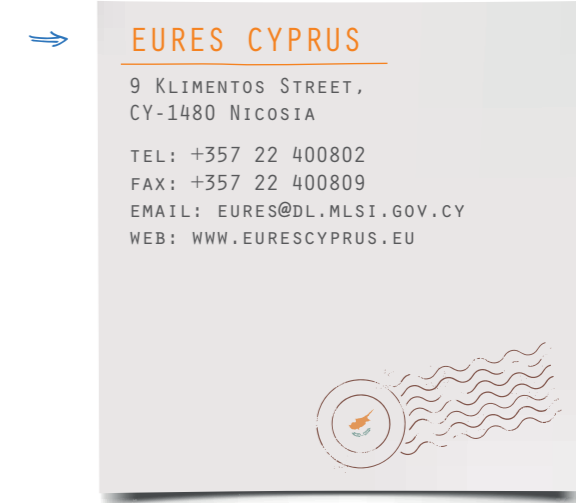 EURES CYPRUS
9 Klimentos Street,
CY-1480 Nicosia
tel: +357 22 400802
fax: +357 22 400809
email: eures@dl.mlsi.gov.cy
web: www.eurescyprus.eu